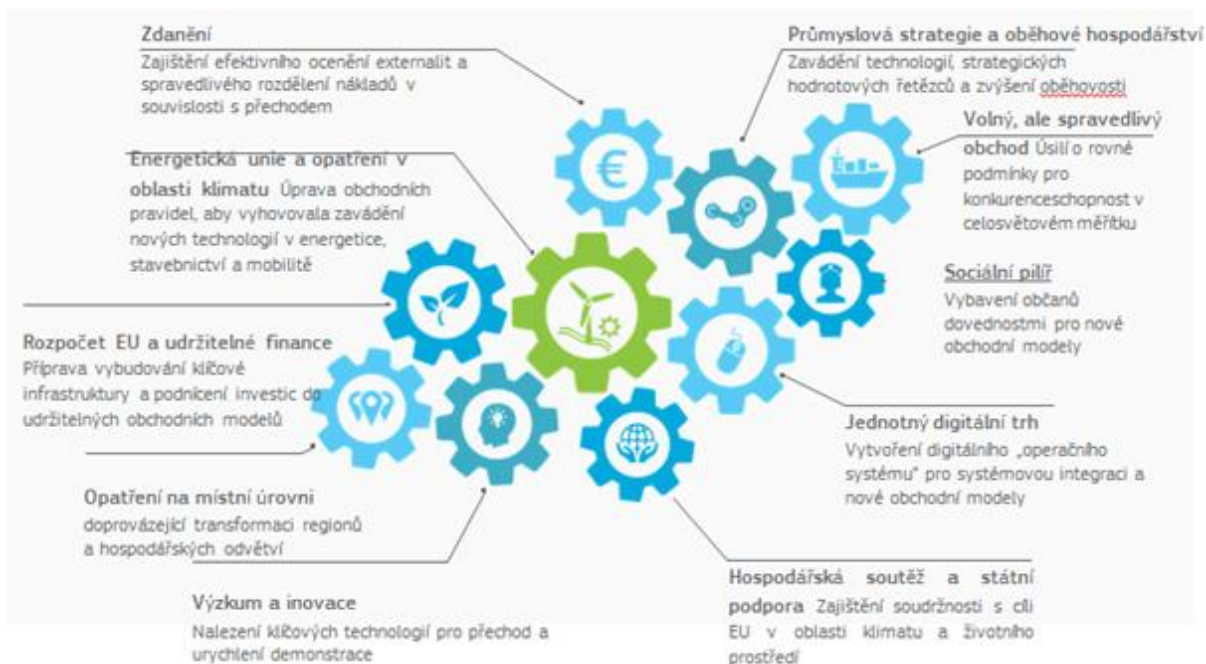 Zdanění
Zajištění efektivního ocenění externalit a
spravedlivého rozdělení nákladů v
souvislosti s přechodem
Průmyslová strategie a oběhové hospodářství
Zavádění technologií, strategických
hodnotových řetězců a zvýšení oběhovosti
Volný, ale spravedlivý
obchod Úsilí o rovné
podmínky pro
konkurenceschopnost v
celosvětovém měřítku
Energetická unie a opatření v
oblasti klimatu Úprava obchodních
pravidel, aby vyhovovala zavádění
nových technologií v energetice,
stavebnictví a mobilitě
Sociální pilíř
Vybavení občanů
dovednostmi pro nové
obchodní modely
Rozpočet EU a udržitelné finance
Příprava vybudování klíčové
infrastruktury a podnícení investic do
udržitelných obchodních modelů
Jednotný digitální trh
Vytvoření digitálního „operačního
systému“ pro systémovou integraci a
nové obchodní modely
Opatření na místní úrovni
doprovázející transformaci regionů
a hospodářských odvětví
Hospodářská soutěž a státní
podpora Zajištění soudržnosti s cíli
EU v oblasti klimatu a životního
prostředí
Výzkum a inovace
Nalezení klíčových technologií pro přechod a
urychlení demonstrace